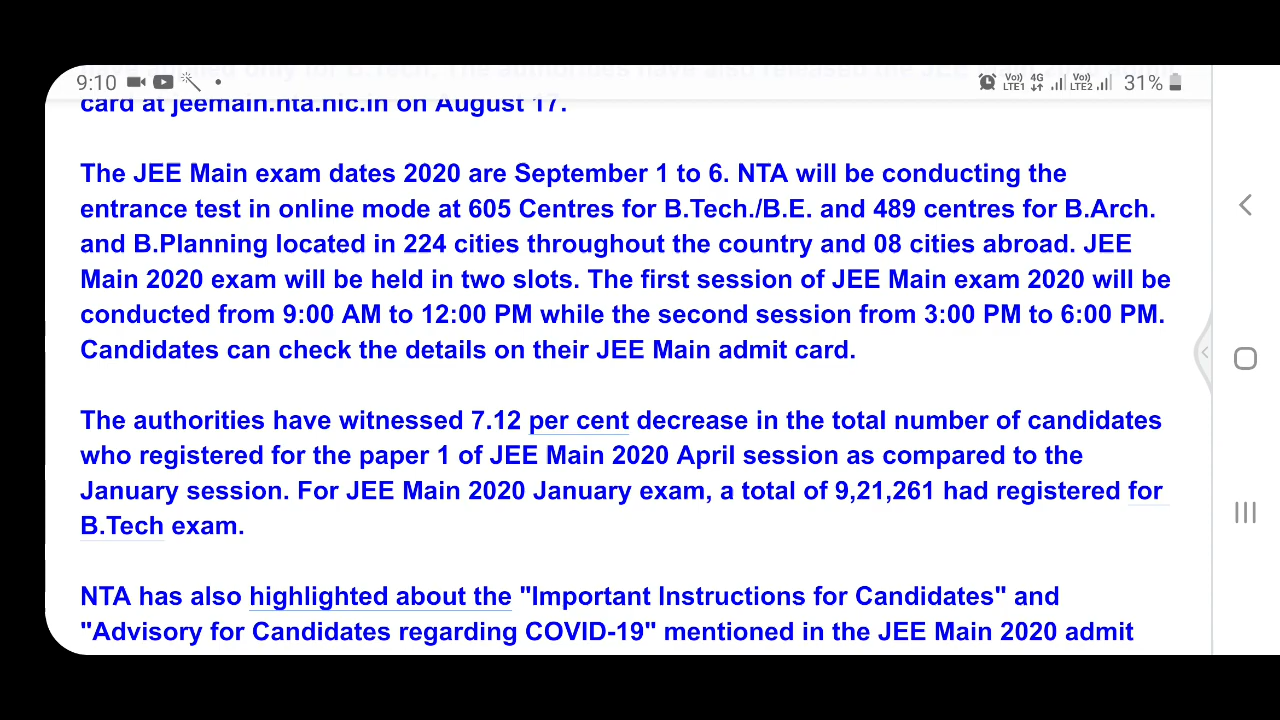 9:10 VoLTE1 4G VoLTE2 31%
card at jeemain.nta.nic.in on August 17.
The JEE Main exam dates 2020 are September 1 to 6. NTA will be conducting the
entrance test in online mode at 605 Centres for B.Tech./B.E. and 489 centres for B.Arch.
and B.Planning located in 224 cities throughout the country and 08 cities abroad. JEE
Main 2020 exam will be held in two slots. The first session of JEE Main exam 2020 will be
conducted from 9:00 AM to 12:00 PM while the second session from 3:00 PM to 6:00 PM.
Candidates can check the details on their JEE Main admit card.
The authorities have witnessed 7.12 per cent decrease in the total number of candidates
who registered for the paper 1 of JEE Main 2020 April session as compared to the
January session. For JEE Main 2020 January exam, a total of 9,21,261 had registered for
B.Tech exam.
NTA has also highlighted about the "Important Instructions for Candidates" and
"Advisory for Candidates regarding COVID-19" mentioned in the JEE Main 2020 admit